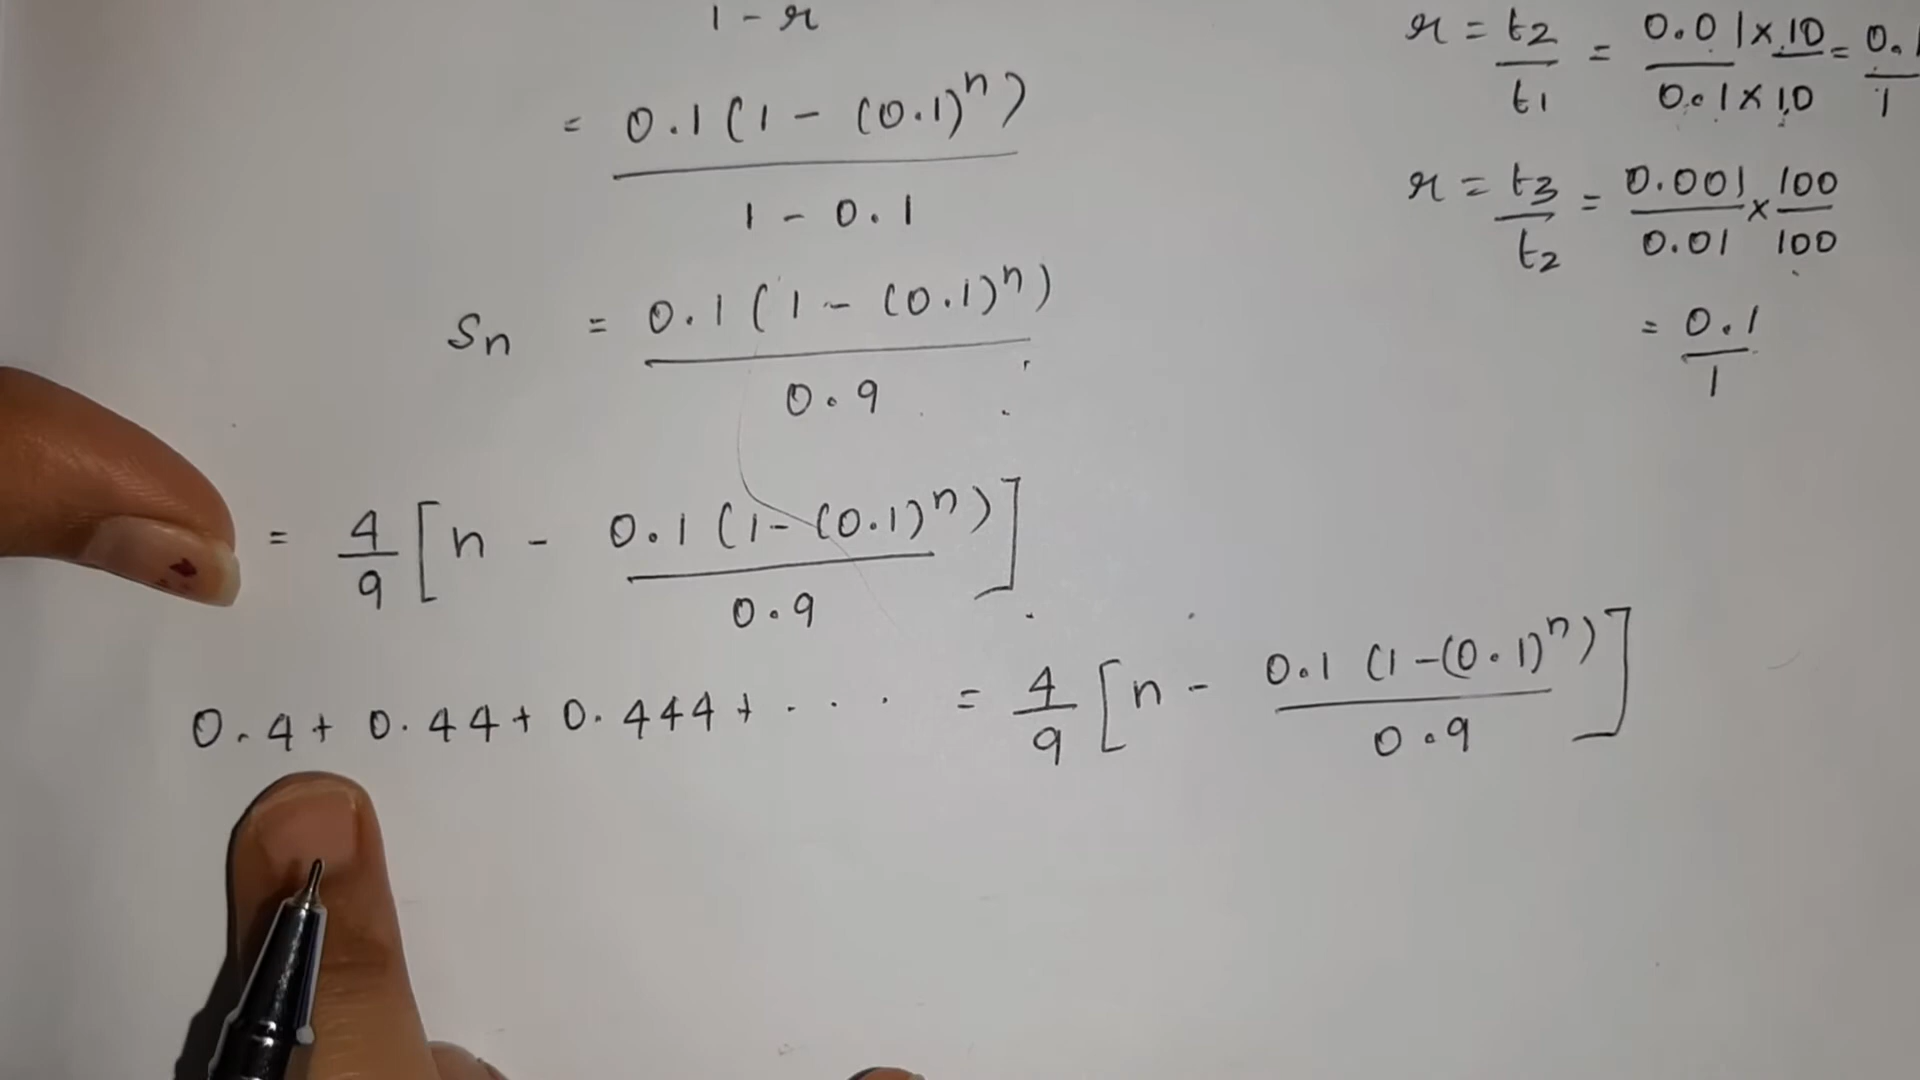 1 - r
= 0.1(1 - (0.1)ⁿ)
1 - 0.1
Sn = 0.1(1 - (0.1)ⁿ)
0.9
= 4/9 [n - 0.1(1-(0.1)ⁿ)/0.9]
0.4+ 0.44+ 0.444+ . . . = 4/9 [n - 0.1 (1-(0.1)ⁿ)/0.9]
r = t2/t1 = 0.01×10/0.1×10 = 0.1/1
r = t3/t2 = 0.001/0.01 × 100/100
= 0.1/1